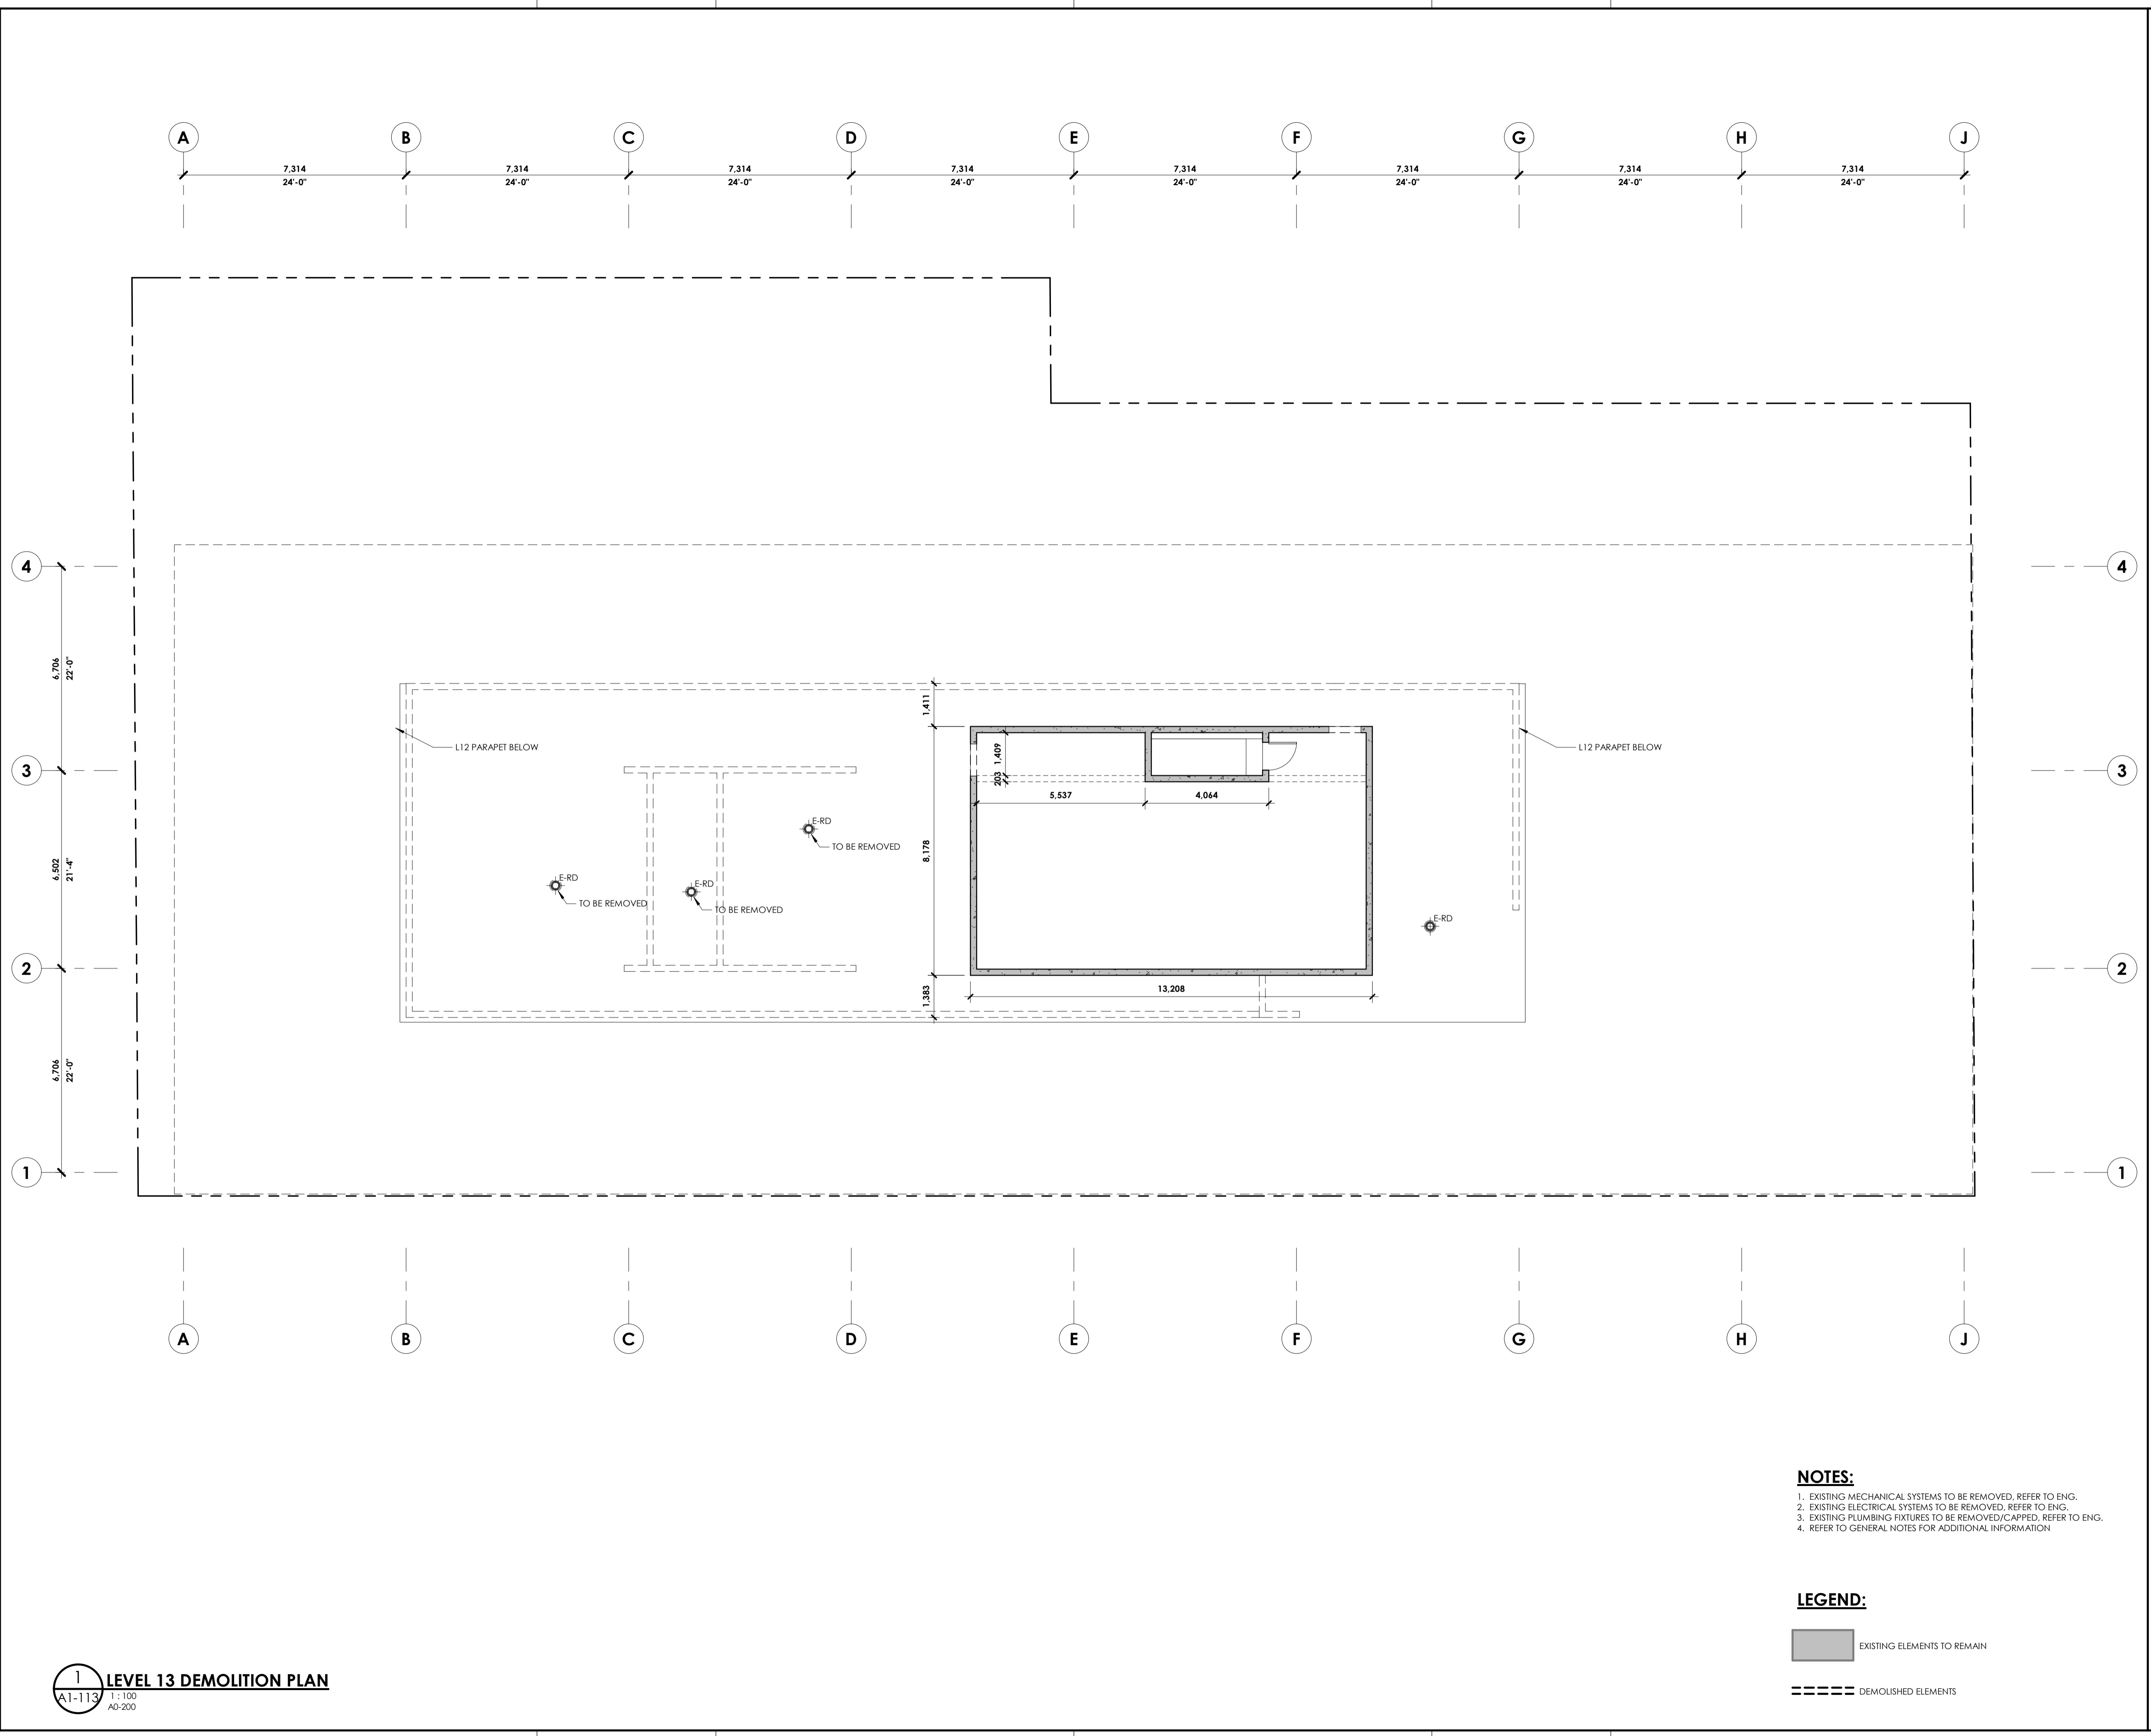 A B C D E F G H J
7,314 7,314 7,314 7,314 7,314 7,314 7,314 7,314
24'-0" 24'-0" 24'-0" 24'-0" 24'-0" 24'-0" 24'-0" 24'-0"
4 4
6,706
22'-0"
1,411
L12 PARAPET BELOW
L12 PARAPET BELOW
3 3
1,409
203
5,537 4,064
E-RD
TO BE REMOVED
8,178
6,502
21'-4"
E-RD
TO BE REMOVED
E-RD
TO BE REMOVED
E-RD
2 2
13,208
1,383
6,706
22'-0"
1 1
A B C D E F G H J
NOTES:
1. EXISTING MECHANICAL SYSTEMS TO BE REMOVED, REFER TO ENG.
2. EXISTING ELECTRICAL SYSTEMS TO BE REMOVED, REFER TO ENG.
3. EXISTING PLUMBING FIXTURES TO BE REMOVED/CAPPED, REFER TO ENG.
4. REFER TO GENERAL NOTES FOR ADDITIONAL INFORMATION
LEGEND:
EXISTING ELEMENTS TO REMAIN
DEMOLISHED ELEMENTS
1
A1-113
LEVEL 13 DEMOLITION PLAN
1 : 100
A0-200